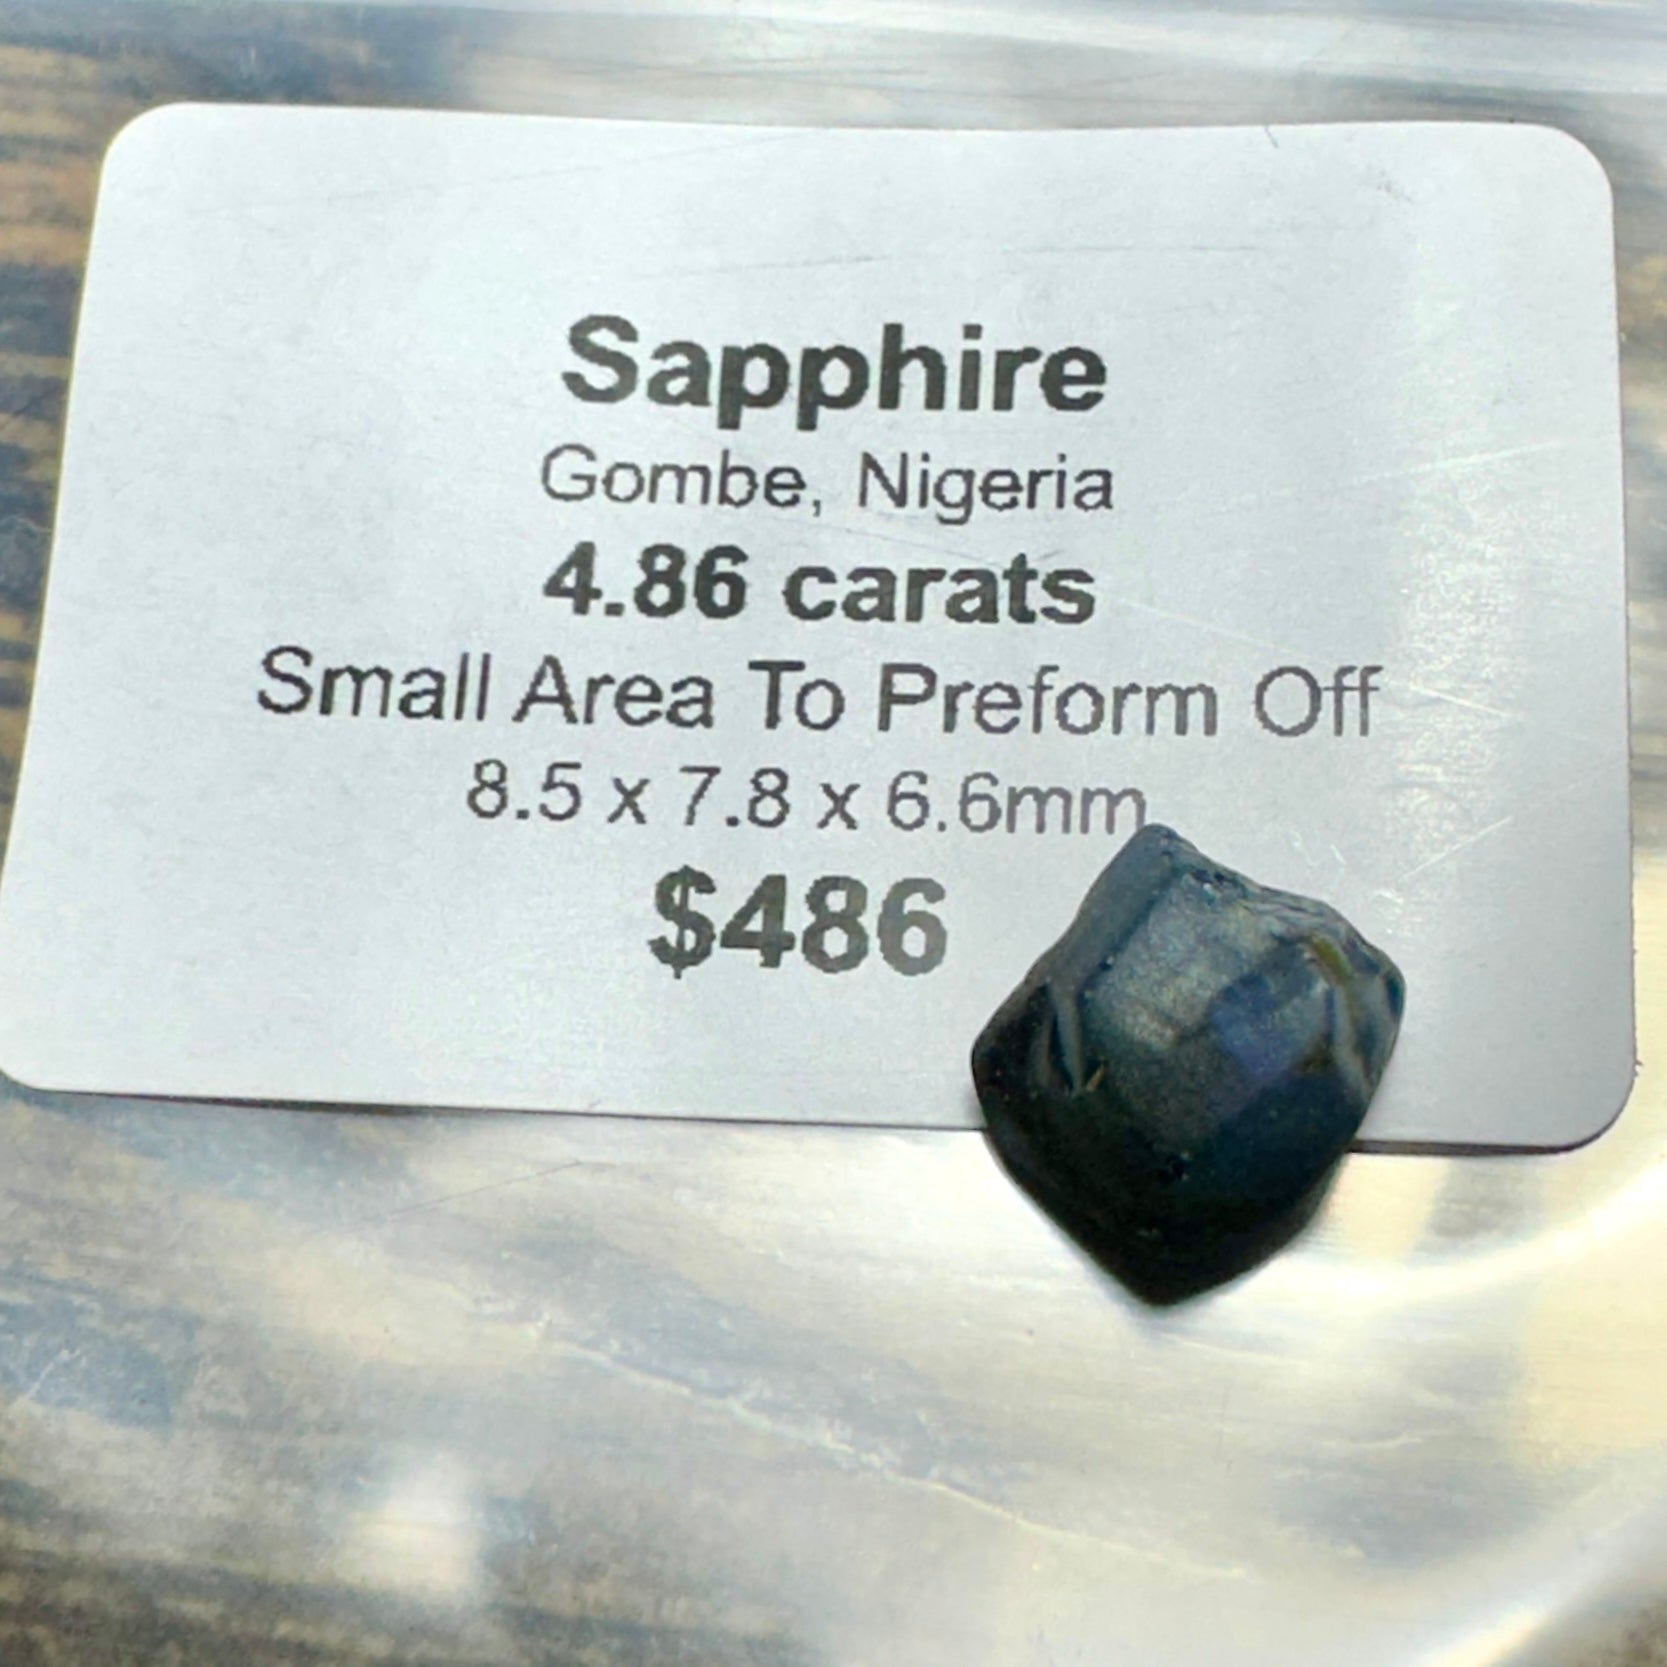 Sapphire
Gombe, Nigeria
4.86 carats
Small Area To Preform Off
8.5 x 7.8 x 6.6mm
$486